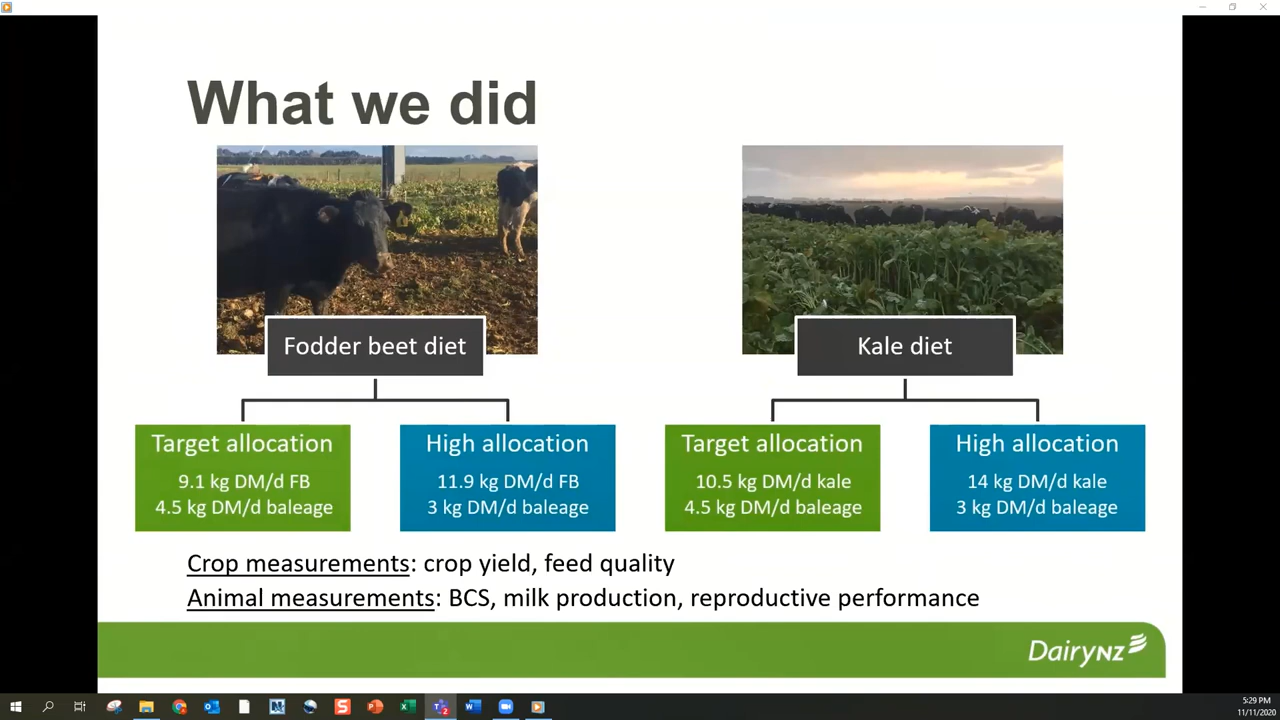 What we did
Fodder beet diet
Kale diet
Target allocation
9.1 kg DM/d FB
4.5 kg DM/d baleage
High allocation
11.9 kg DM/d FB
3 kg DM/d baleage
Target allocation
10.5 kg DM/d kale
4.5 kg DM/d baleage
High allocation
14 kg DM/d kale
3 kg DM/d baleage
Crop measurements: crop yield, feed quality
Animal measurements: BCS, milk production, reproductive performance
DairyNZ
5:29 PM
11/11/2020